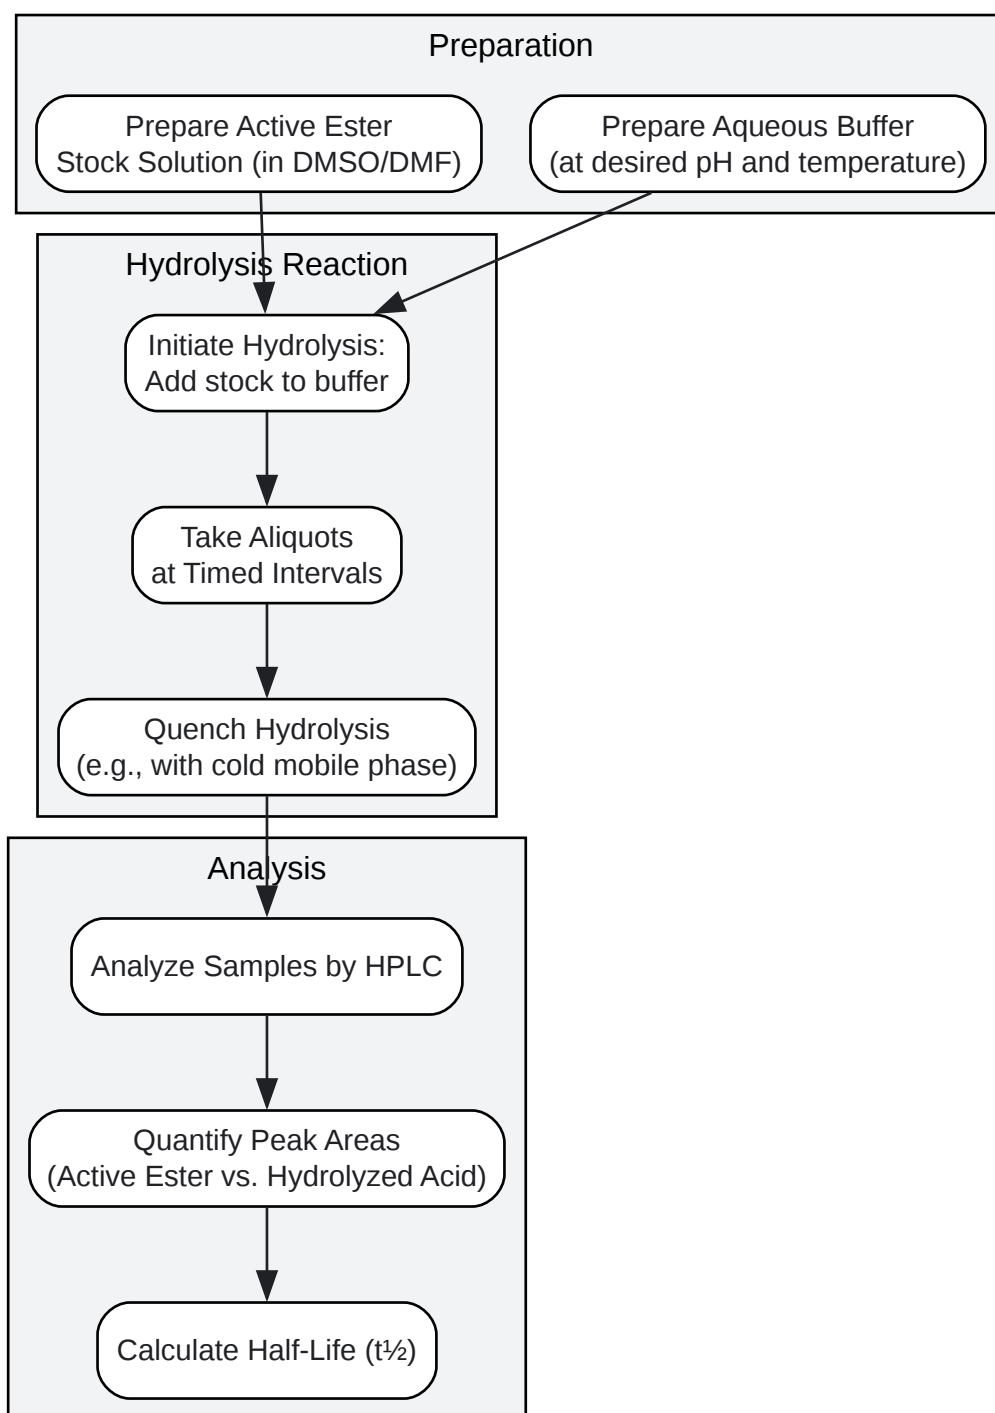 Preparation
Prepare Active Ester
Stock Solution (in DMSO/DMF)
Prepare Aqueous Buffer
(at desired pH and temperature)
Hydrolysis Reaction
Initiate Hydrolysis:
Add stock to buffer
Take Aliquots
at Timed Intervals
Quench Hydrolysis
(e.g., with cold mobile phase)
Analysis
Analyze Samples by HPLC
Quantify Peak Areas
(Active Ester vs. Hydrolyzed Acid)
Calculate Half-Life (t½)